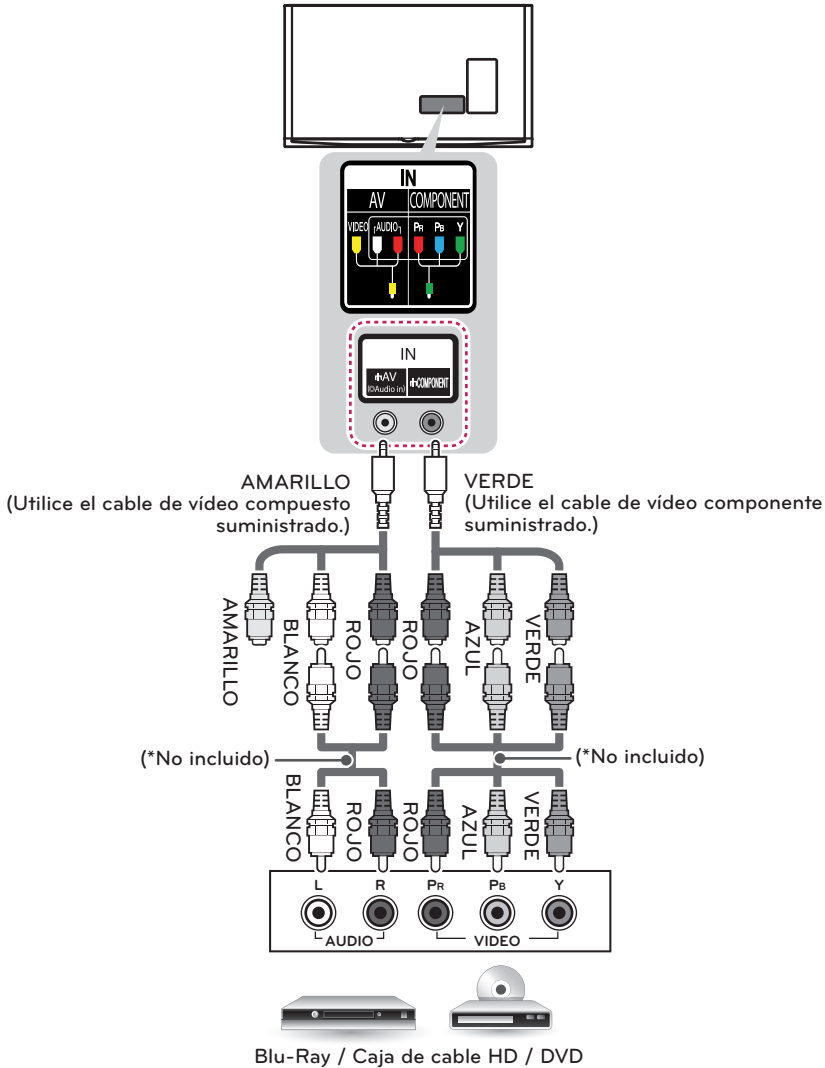 IN
AV COMPONENT
VIDEO AUDIO PR PB Y
IN
AV COMPONENT
(Audio in)
AMARILLO
(Utilice el cable de vídeo compuesto
suministrado.)
VERDE
(Utilice el cable de vídeo componente
suministrado.)
AMARILLO
BLANCO
ROJO
ROJO
AZUL
VERDE
(*No incluido)
(*No incluido)
BLANCO
ROJO
ROJO
AZUL
VERDE
L R PR PB Y
AUDIO VIDEO
Blu-Ray / Caja de cable HD / DVD